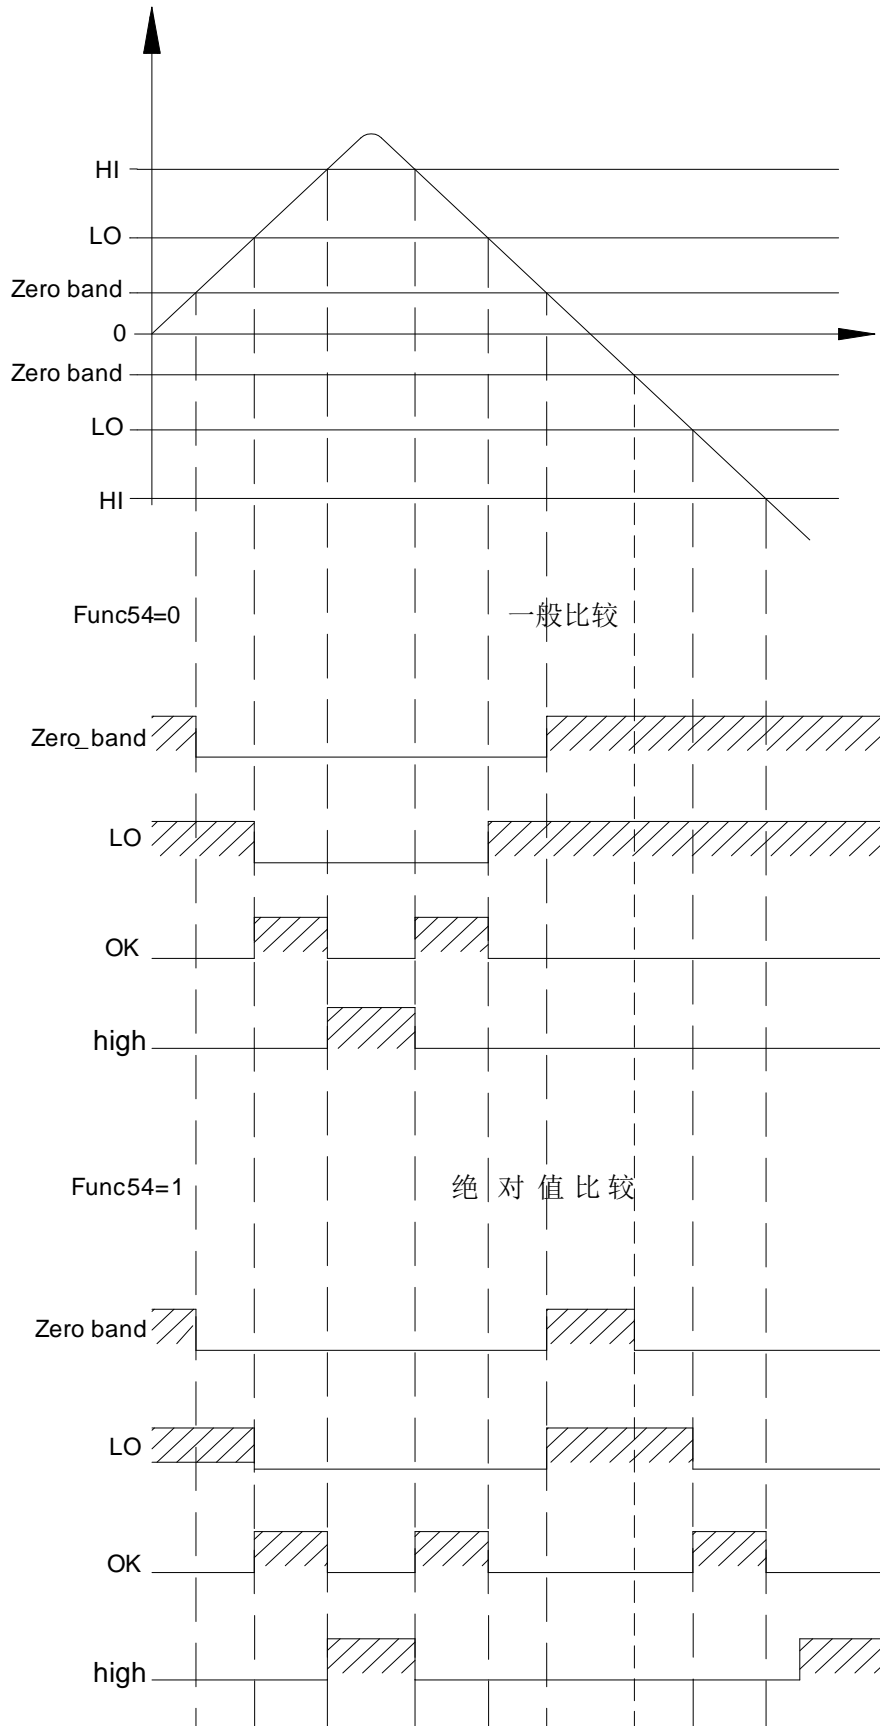 HI
LO
Zero band
0
Zero band
LO
HI
Func54=0 一般比较
Zero_band
LO
OK
high
Func54=1 绝对值比较
Zero band
LO
OK
high